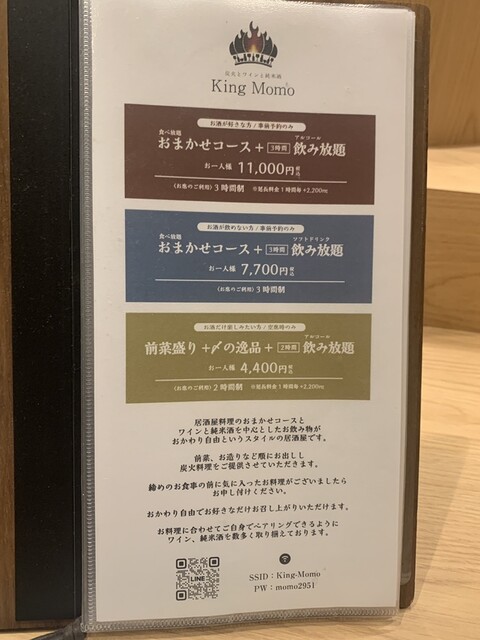 炭火とワインと純米酒
King Momo
お酒が好きな方/事前予約のみ
食べ放題 アルコール
おまかせコース+3時間飲み放題
お一人様 11,000円税込
〈お席のご利用〉3時間制 ※延長料金1時間毎+2,200税込
お酒が飲めない方/事前予約のみ
食べ放題 ソフトドリンク
おまかせコース+3時間飲み放題
お一人様 7,700円税込
〈お席のご利用〉3時間制
お酒だけ楽しみたい方/空席時のみ
アルコール
前菜盛り+〆の逸品+2時間飲み放題
お一人様 4,400円税込
〈お席のご利用〉2時間制 ※延長料金1時間毎+2,200税込
居酒屋料理のおまかせコースと
ワインと純米酒を中心としたお飲み物が
おかわり自由というスタイルの居酒屋です。
前菜、お造りなど順にお出しし
炭火料理をご提供させていただきます。
締めのお食事の前に気に入ったお料理がございましたら
お申し付けください。
おかわり自由でお好きなだけお召し上がりいただけます。
お料理に合わせてご自身でペアリングできるように
ワイン、純米酒を数多く取り揃えております。
LINE
SSID:King-Momo
PW:momo2951